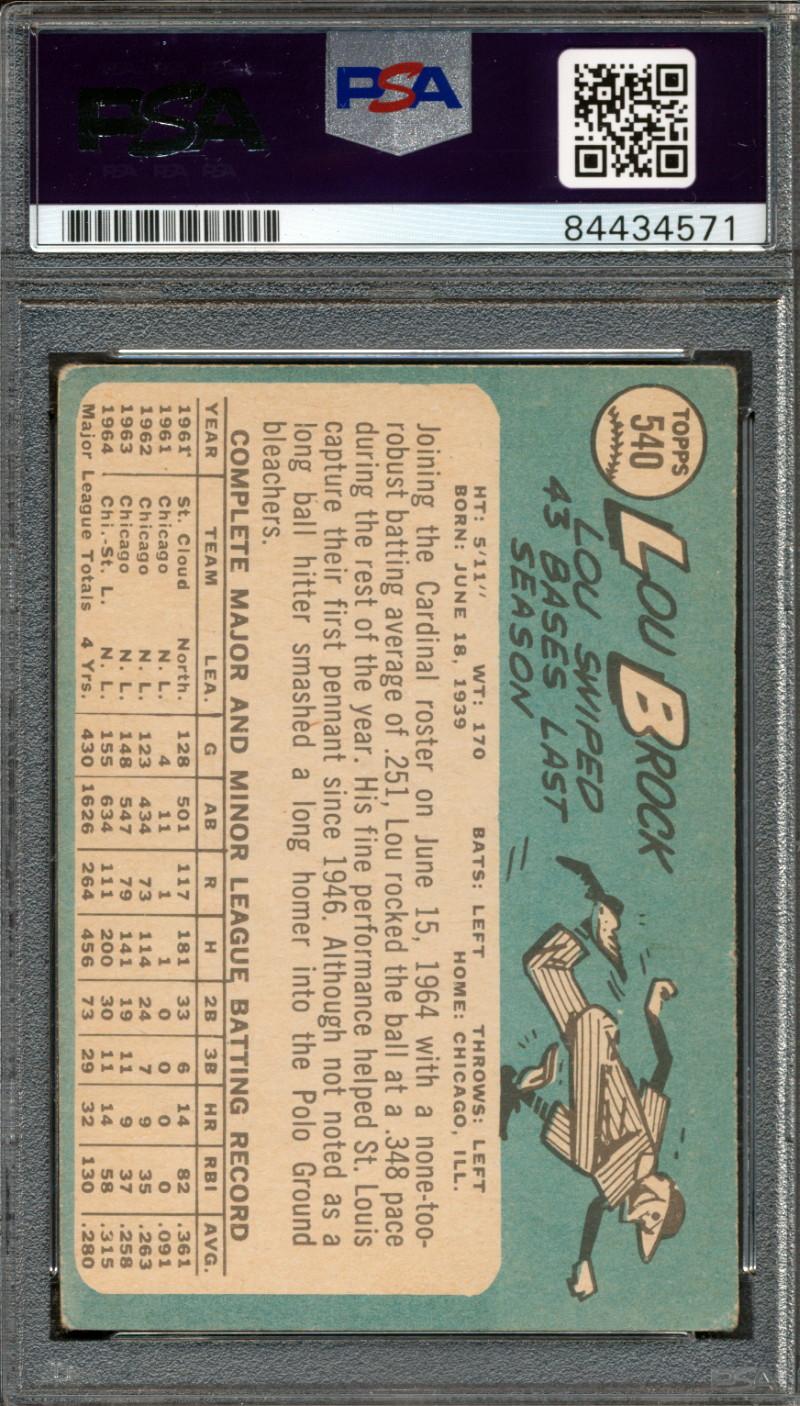 PSA
PSA
PSA PSA PSA
84434571
TOPPS
540
LOU BROCK
LOU SWIPED
43 BASES LAST
SEASON
HT: 5'11" WT: 170 BATS: LEFT THROWS: LEFT
BORN: JUNE 18, 1939 HOME: CHICAGO, ILL.
Joining the Cardinal roster on June 15, 1964 with a none-too-
robust batting average of .251, Lou rocked the ball at a .348 pace
during the rest of the year. His fine performance helped St. Louis
capture their first pennant since 1946. Although not noted as a
long ball hitter smashed a long homer into the Polo Ground
bleachers.
COMPLETE MAJOR AND MINOR LEAGUE BATTING RECORD
YEAR TEAM LEA. G AB R H 2B 3B HR RBI AVG.
1961* St. Cloud North. 128 501 117 181 33 6 14 82 .361
1961 Chicago N. L. 4 11 1 1 0 0 0 0 .091
1962 Chicago N. L. 123 434 73 114 24 7 9 35 .263
1963 Chicago N. L. 148 547 79 141 19 11 9 37 .258
1964 Chi.-St. L. N. L. 155 634 111 200 30 11 14 58 .315
Major League Totals 4 Yrs. 430 1626 264 456 73 29 32 130 .280
PSA